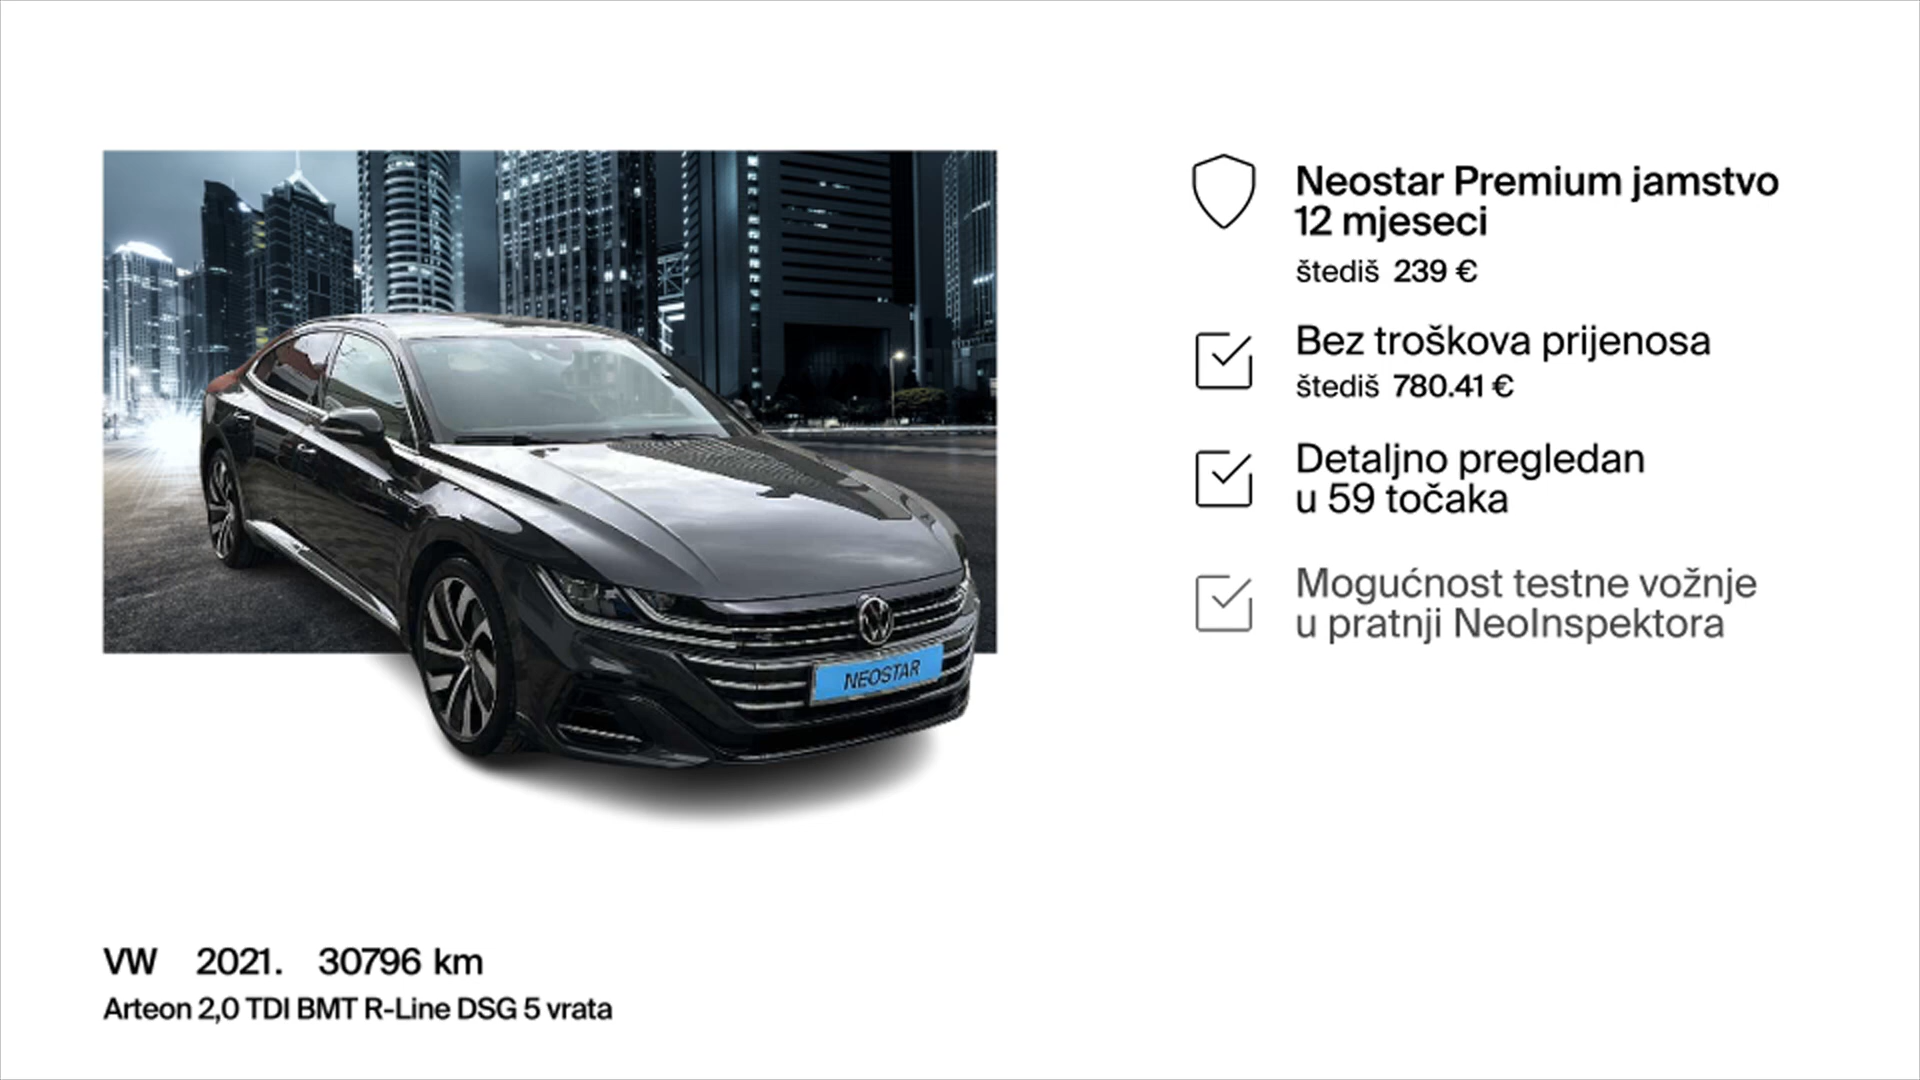 Neostar Premium jamstvo
12 mjeseci
štediš 239 €
Bez troškova prijenosa
štediš 780.41 €
Detaljno pregledan
u 59 točaka
Mogućnost testne vožnje
u pratnji NeoInspektora
NEOSTAR
VW 2021. 30796 km
Arteon 2,0 TDI BMT R-Line DSG 5 vrata